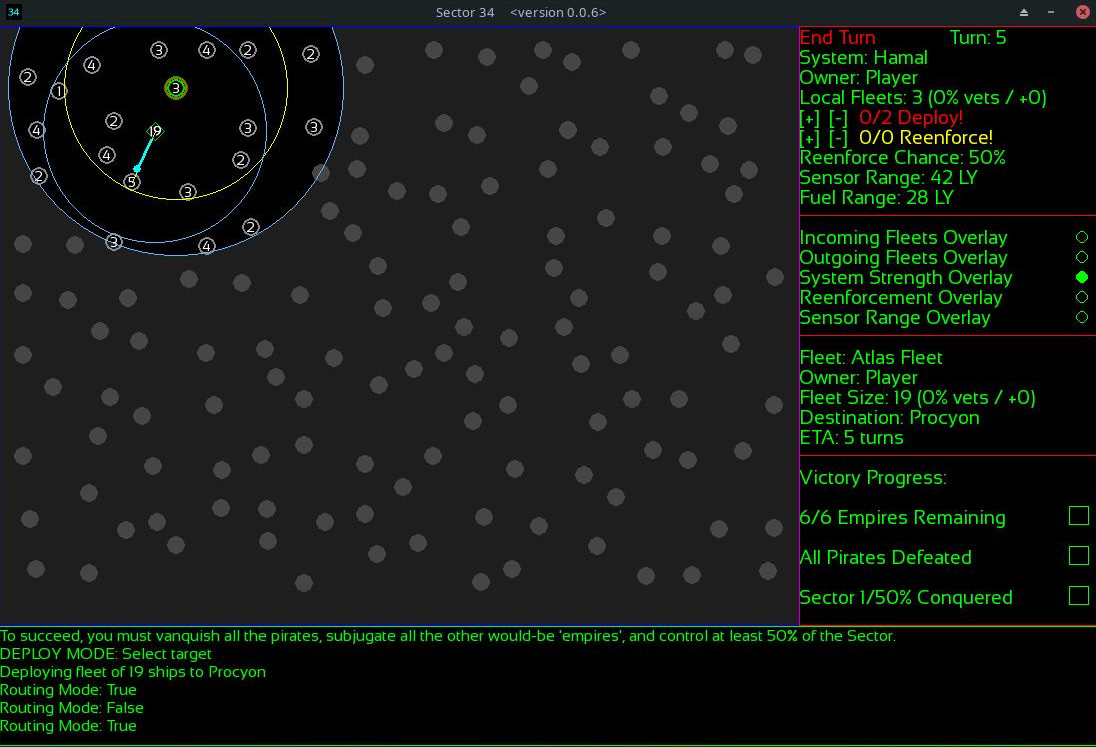 34
Sector 34 <version 0.0.6>
3
4
2
2
4
2
1
3
2
19
3
3
4
4
2
5
2
3
2
3
4
End Turn Turn: 5
System: Hamal
Owner: Player
Local Fleets: 3 (0% vets / +0)
[+] [-] 0/2 Deploy!
[+] [-] 0/0 Reenforce!
Reenforce Chance: 50%
Sensor Range: 42 LY
Fuel Range: 28 LY
Incoming Fleets Overlay
Outgoing Fleets Overlay
System Strength Overlay
Reenforcement Overlay
Sensor Range Overlay
Fleet: Atlas Fleet
Owner: Player
Fleet Size: 19 (0% vets / +0)
Destination: Procyon
ETA: 5 turns
Victory Progress:
6/6 Empires Remaining
All Pirates Defeated
Sector 1/50% Conquered
To succeed, you must vanquish all the pirates, subjugate all the other would-be 'empires', and control at least 50% of the Sector.
DEPLOY MODE: Select target
Deploying fleet of 19 ships to Procyon
Routing Mode: True
Routing Mode: False
Routing Mode: True